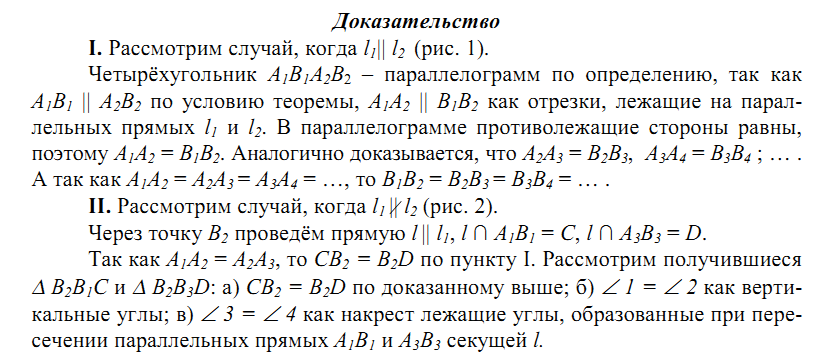 Доказательство
I. Рассмотрим случай, когда l₁|| l₂ (рис. 1).
Четырёхугольник A₁B₁A₂B₂ – параллелограмм по определению, так как
A₁B₁ || A₂B₂ по условию теоремы, A₁A₂ || B₁B₂ как отрезки, лежащие на парал-
лельных прямых l₁ и l₂. В параллелограмме противолежащие стороны равны,
поэтому A₁A₂ = B₁B₂. Аналогично доказывается, что A₂A₃ = B₂B₃, A₃A₄ = B₃B₄ ; … .
А так как A₁A₂ = A₂A₃ = A₃A₄ = …, то B₁B₂ = B₂B₃ = B₃B₄ = … .
II. Рассмотрим случай, когда l₁ ∦ l₂ (рис. 2).
Через точку B₂ проведём прямую l || l₁, l ∩ A₁B₁ = C, l ∩ A₃B₃ = D.
Так как A₁A₂ = A₂A₃, то CB₂ = B₂D по пункту I. Рассмотрим получившиеся
Δ B₂B₁C и Δ B₂B₃D: а) CB₂ = B₂D по доказанному выше; б) ∠ 1 = ∠ 2 как верти-
кальные углы; в) ∠ 3 = ∠ 4 как накрест лежащие углы, образованные при пере-
сечении параллельных прямых A₁B₁ и A₃B₃ секущей l.